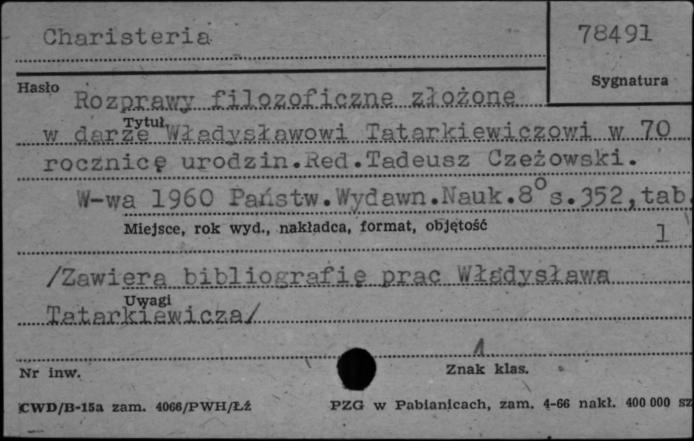 Charisteria
78491
Hasło
Sygnatura
Rozprawy filozoficzne złożone
Tytuł
w darze Władysławowi Tatarkiewiczowi w 70
rocznicę urodzin.Red.Tadeusz Czeżowski.
W-wa 1960 Państw.Wydawn.Nauk.8° s.352,tab.
Miejsce, rok wyd., nakładca, format, objętość
1
/Zawiera bibliografię prac Władysława
Uwagi
Tatarkiewicza/
Nr inw.
Znak klas.
CWD/B-15a zam. 4066/PWH/Łź
PZG w Pabianicach, zam. 4-66 nakł. 400 000 sz